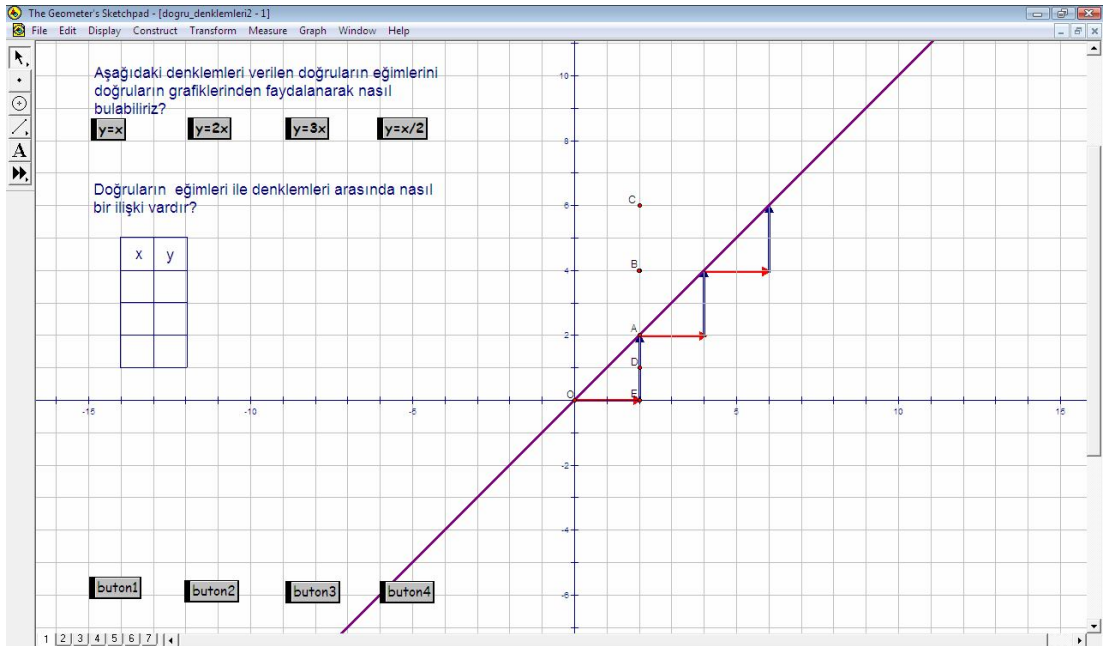 The Geometer's Sketchpad - [dogru_denklemleri2 - 1]
File Edit Display Construct Transform Measure Graph Window Help
Aşağıdaki denklemleri verilen doğruların eğimlerini
doğruların grafiklerinden faydalanarak nasıl
bulabiliriz?
y=x y=2x y=3x y=x/2
Doğruların eğimleri ile denklemleri arasında nasıl
bir ilişki vardır?
x y
A
10
8
6
4
2
-2
-4
-6
C
B
A
D
O E
-15 -10 -5 5 10 15
buton1 buton2 buton3 buton4
1 2 3 4 5 6 7